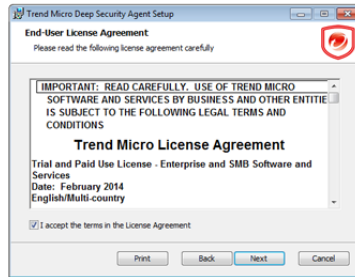 Trend Micro Deep Security Agent Setup
End-User License Agreement
Please read the following license agreement carefully
IMPORTANT: READ CAREFULLY. USE OF TREND MICRO
SOFTWARE AND SERVICES BY BUSINESS AND OTHER ENTITIE
IS SUBJECT TO THE FOLLOWING LEGAL TERMS AND
CONDITIONS
Trend Micro License Agreement
Trial and Paid Use License - Enterprise and SMB Software and
Services
Date: February 2014
English/Multi-country
I accept the terms in the License Agreement
Print Back Next Cancel